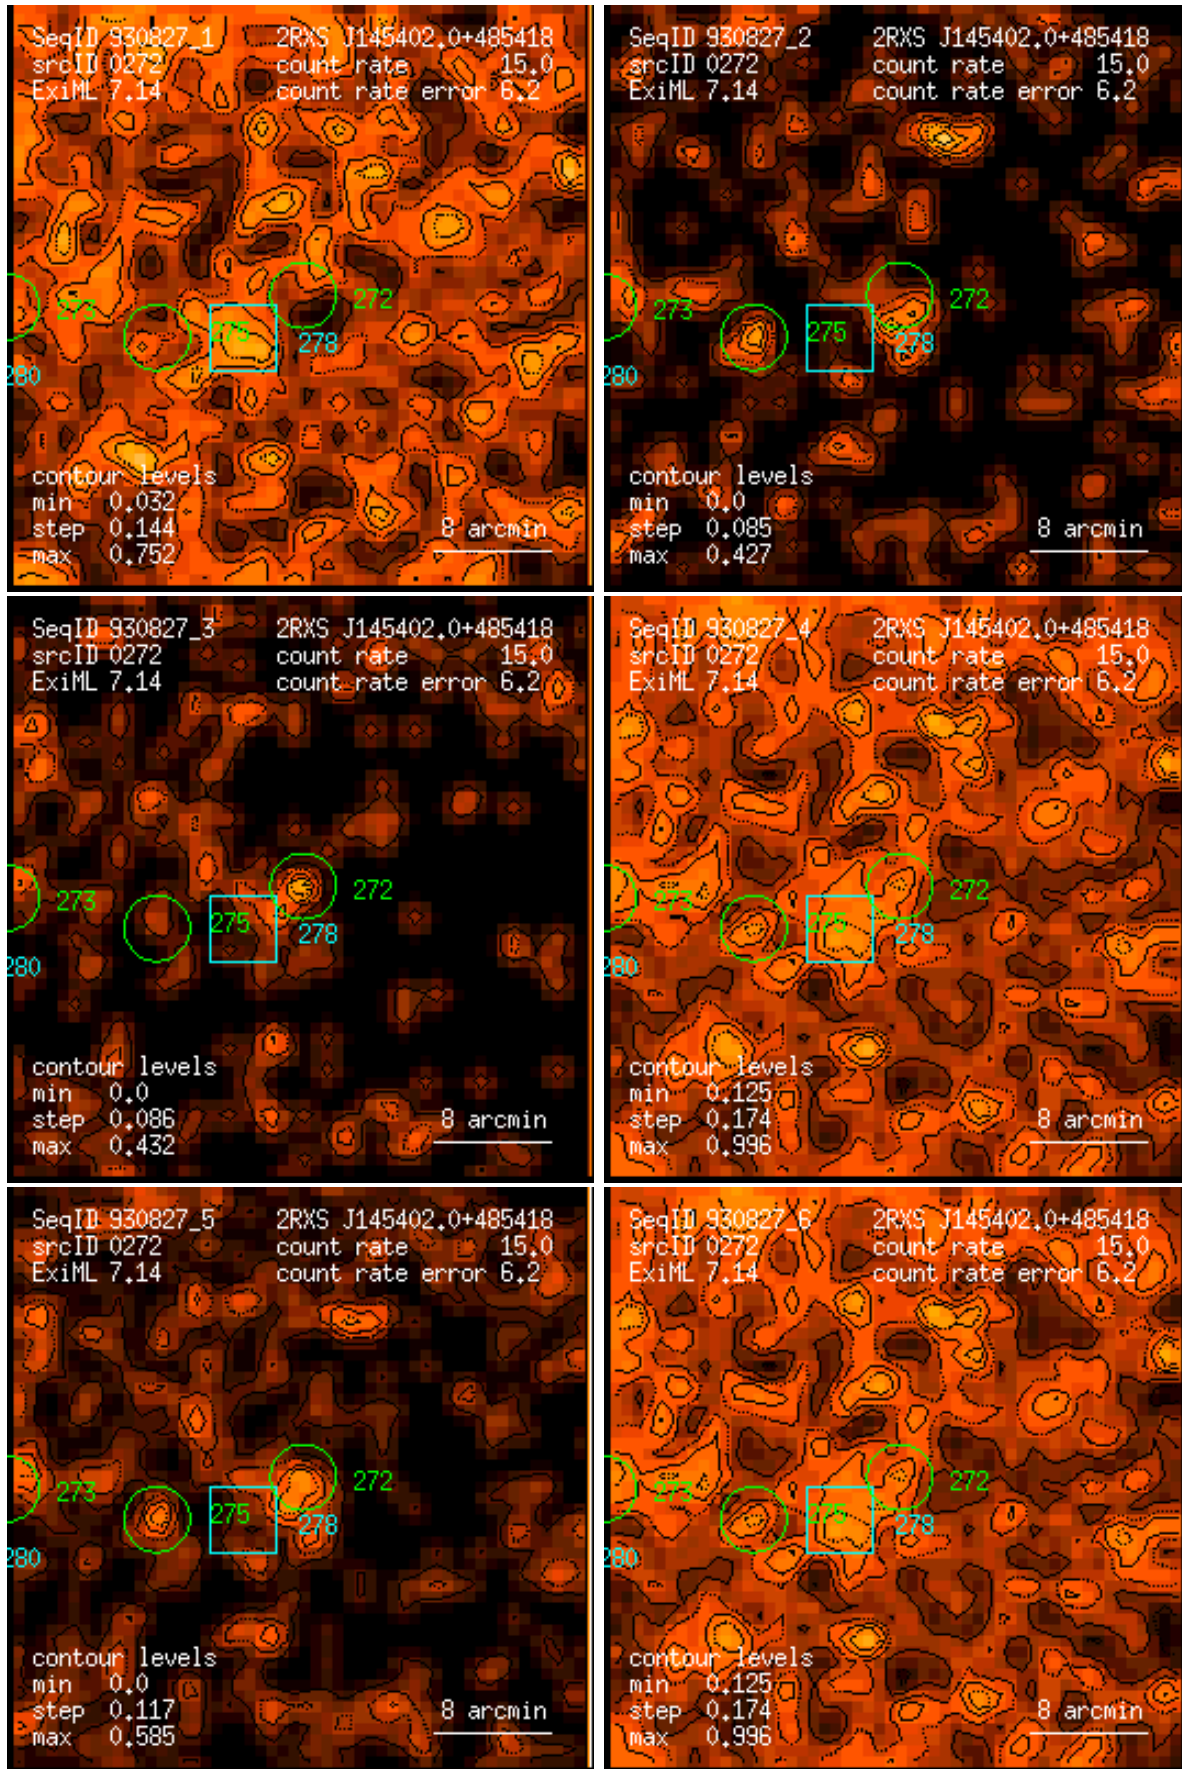 SeqID 930827_1 2RXS J145402.0+485418
srcID 0272 count rate 15.0
ExiML 7.14 count rate error 6.2
273
272
275
278
280
contour levels
min 0.032
step 0.144 8 arcmin
max 0.752
SeqID 930827_2 2RXS J145402.0+485418
srcID 0272 count rate 15.0
ExiML 7.14 count rate error 6.2
273
272
275
278
280
contour levels
min 0.0
step 0.085 8 arcmin
max 0.427
SeqID 930827_3 2RXS J145402.0+485418
srcID 0272 count rate 15.0
ExiML 7.14 count rate error 6.2
273
272
275
278
280
contour levels
min 0.0
step 0.086 8 arcmin
max 0.432
SeqID 930827_4 2RXS J145402.0+485418
srcID 0272 count rate 15.0
ExiML 7.14 count rate error 6.2
273
272
275
278
280
contour levels
min 0.125
step 0.174 8 arcmin
max 0.996
SeqID 930827_5 2RXS J145402.0+485418
srcID 0272 count rate 15.0
ExiML 7.14 count rate error 6.2
273
272
275
278
280
contour levels
min 0.0
step 0.117 8 arcmin
max 0.585
SeqID 930827_6 2RXS J145402.0+485418
srcID 0272 count rate 15.0
ExiML 7.14 count rate error 6.2
273
272
275
278
280
contour levels
min 0.125
step 0.174 8 arcmin
max 0.996